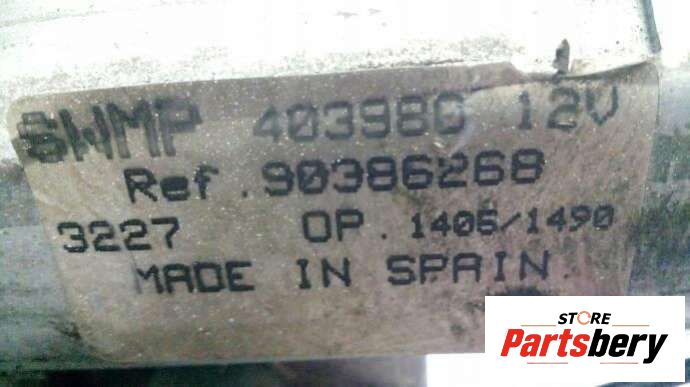 SWMP 403980 12V
Ref. 90386268
3227 OP. 1405/1490
MADE IN SPAIN.
STORE
Partsbery